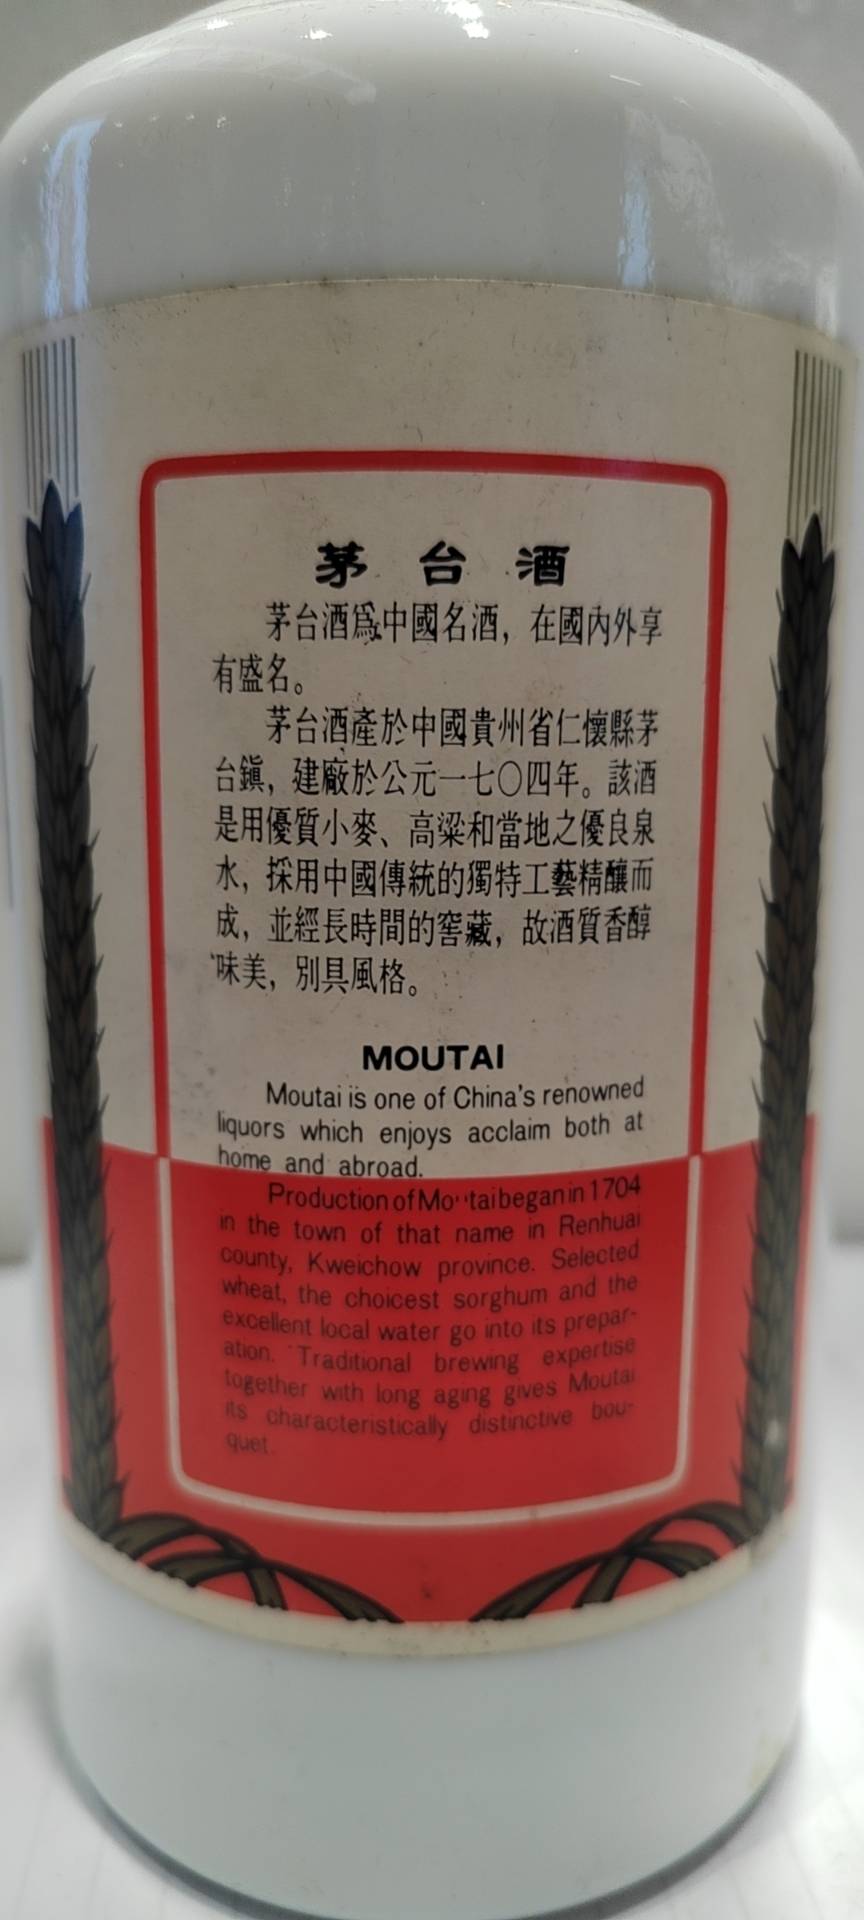 茅台酒
茅台酒爲中國名酒，在國內外享
有盛名。
茅台酒產於中國貴州省仁懷縣茅
台鎭，建廠於公元一七〇四年。該酒
是用優質小麥、高粱和當地之優良泉
水，採用中國傳統的獨特工藝精釀而
成，並經長時間的窖藏，故酒質香醇
味美，別具風格。
MOUTAI
Moutai is one of China's renowned
liquors which enjoys acclaim both at
home and abroad.
Production of Moutai began in 1704
in the town of that name in Renhuai
county, Kweichow province. Selected
wheat, the choicest sorghum and the
excellent local water go into its prepar-
ation. Traditional brewing expertise
together with long aging gives Moutai
its characteristically distinctive bou-
quet.